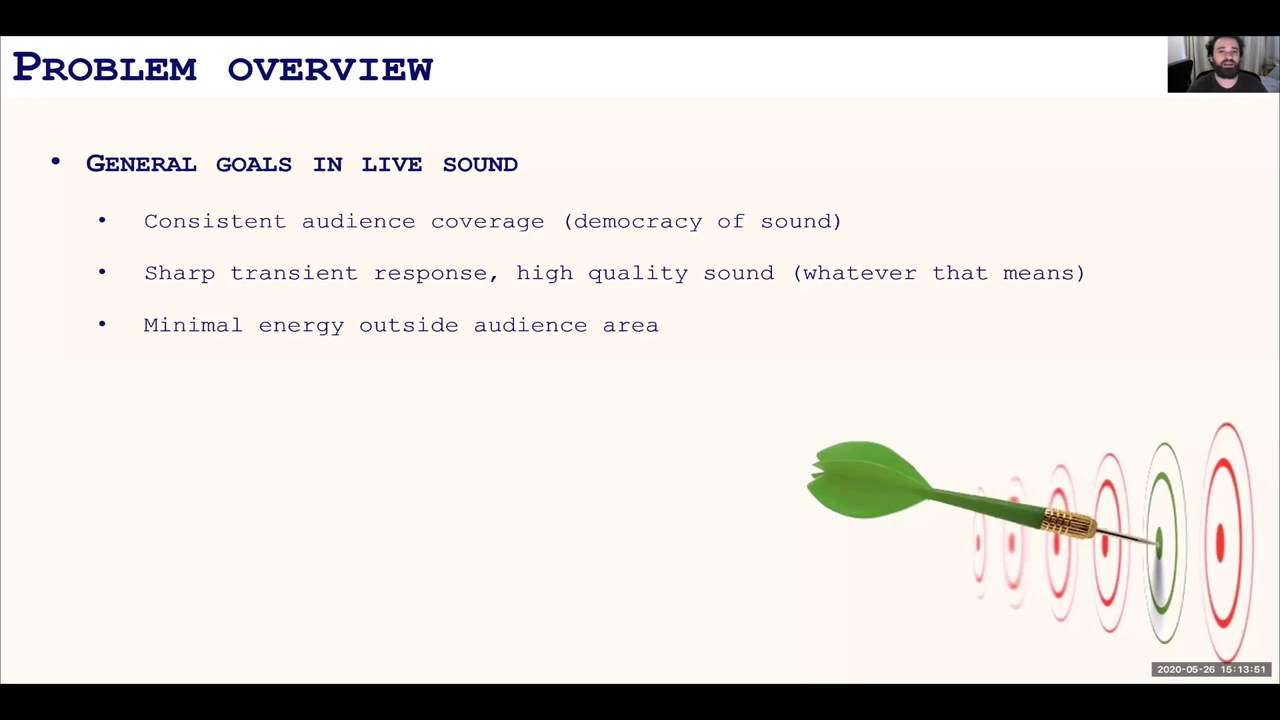 PROBLEM OVERVIEW
• GENERAL GOALS IN LIVE SOUND
• Consistent audience coverage (democracy of sound)
• Sharp transient response, high quality sound (whatever that means)
• Minimal energy outside audience area
2020-05-26 15:13:51